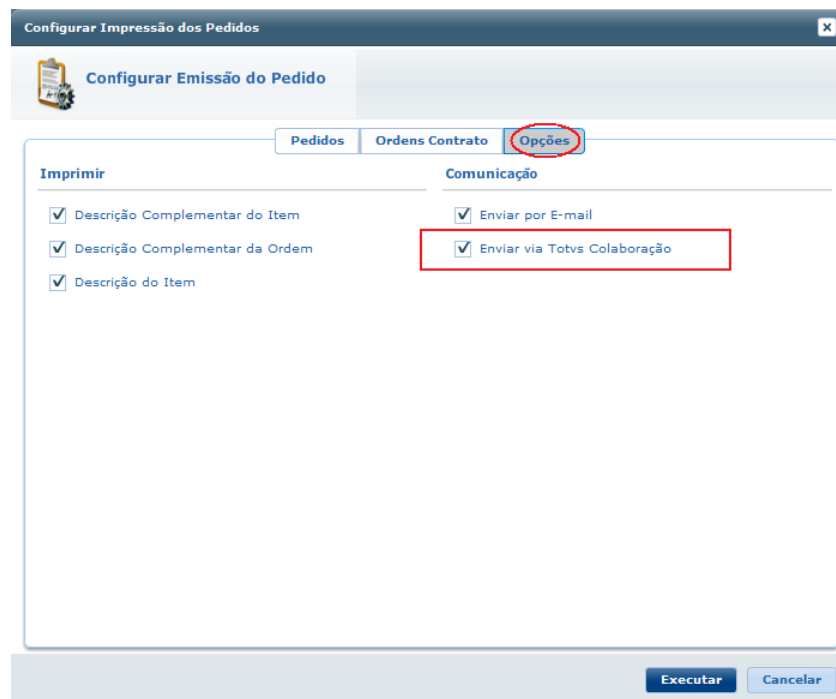 Configurar Impressão dos Pedidos
Configurar Emissão do Pedido
Pedidos Ordens Contrato Opções
Imprimir Comunicação
Descrição Complementar do Item Enviar por E-mail
Descrição Complementar da Ordem Enviar via Totvs Colaboração
Descrição do Item
Executar Cancelar